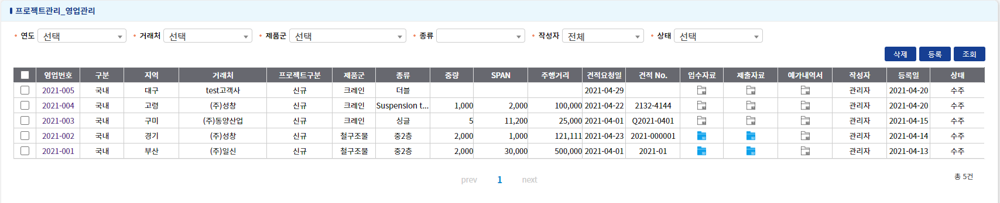 프로젝트관리_영업관리
연도 선택 거래처 선택 제품군 선택 종류 작성자 전체 상태 선택
삭제 등록 조회
영업번호 구분 지역 거래처 프로젝트구분 제품군 종류 중량 SPAN 주행거리 견적요청일 견적 No. 입수자료 제출자료 예가내역서 작성자 등록일 상태
2021-005 국내 대구 test고객사 신규 크레인 더블 2021-04-29 관리자 2021-04-20 수주
2021-004 국내 고령 (주)성창 신규 크레인 Suspension t... 1,000 2,000 100,000 2021-04-22 2132-4144 관리자 2021-04-20 수주
2021-003 국내 구미 (주)동양산업 신규 크레인 싱글 5 11,200 25,000 2021-04-01 Q2021-0401 관리자 2021-04-15 수주
2021-002 국내 경기 (주)성창 신규 철구조물 중2층 2,000 1,000 121,111 2021-04-23 2021-000001 관리자 2021-04-14 수주
2021-001 국내 부산 (주)일신 신규 철구조물 중2층 2,000 30,000 500,000 2021-04-01 2021-01 관리자 2021-04-13 수주
prev 1 next
총 5건